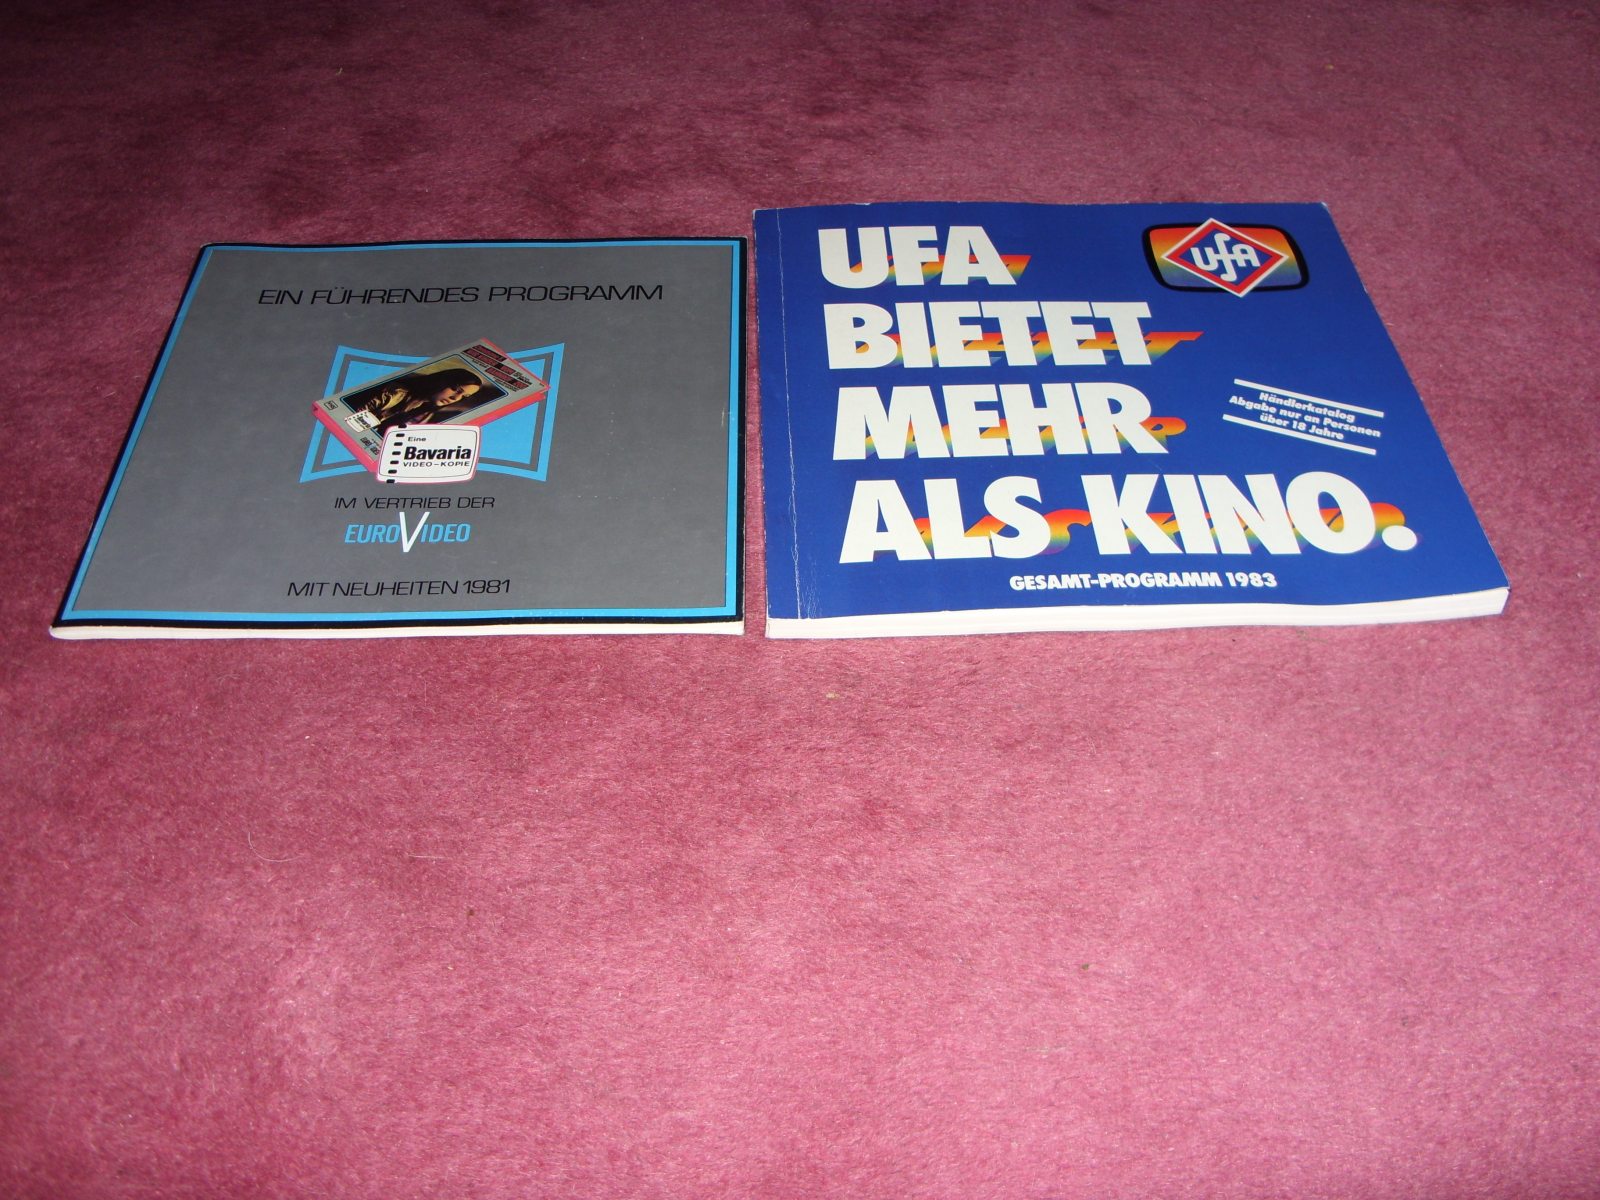 EIN FÜHRENDES PROGRAMM
Eine
Bavaria
VIDEO-KOPIE
IM VERTRIEB DER
EUROVIDEO
MIT NEUHEITEN 1981
UFA
BIETET
MEHR
ALS KINO.
UFA
Händlerkatalog
Abgabe nur an Personen
über 18 Jahre
GESAMT-PROGRAMM 1983